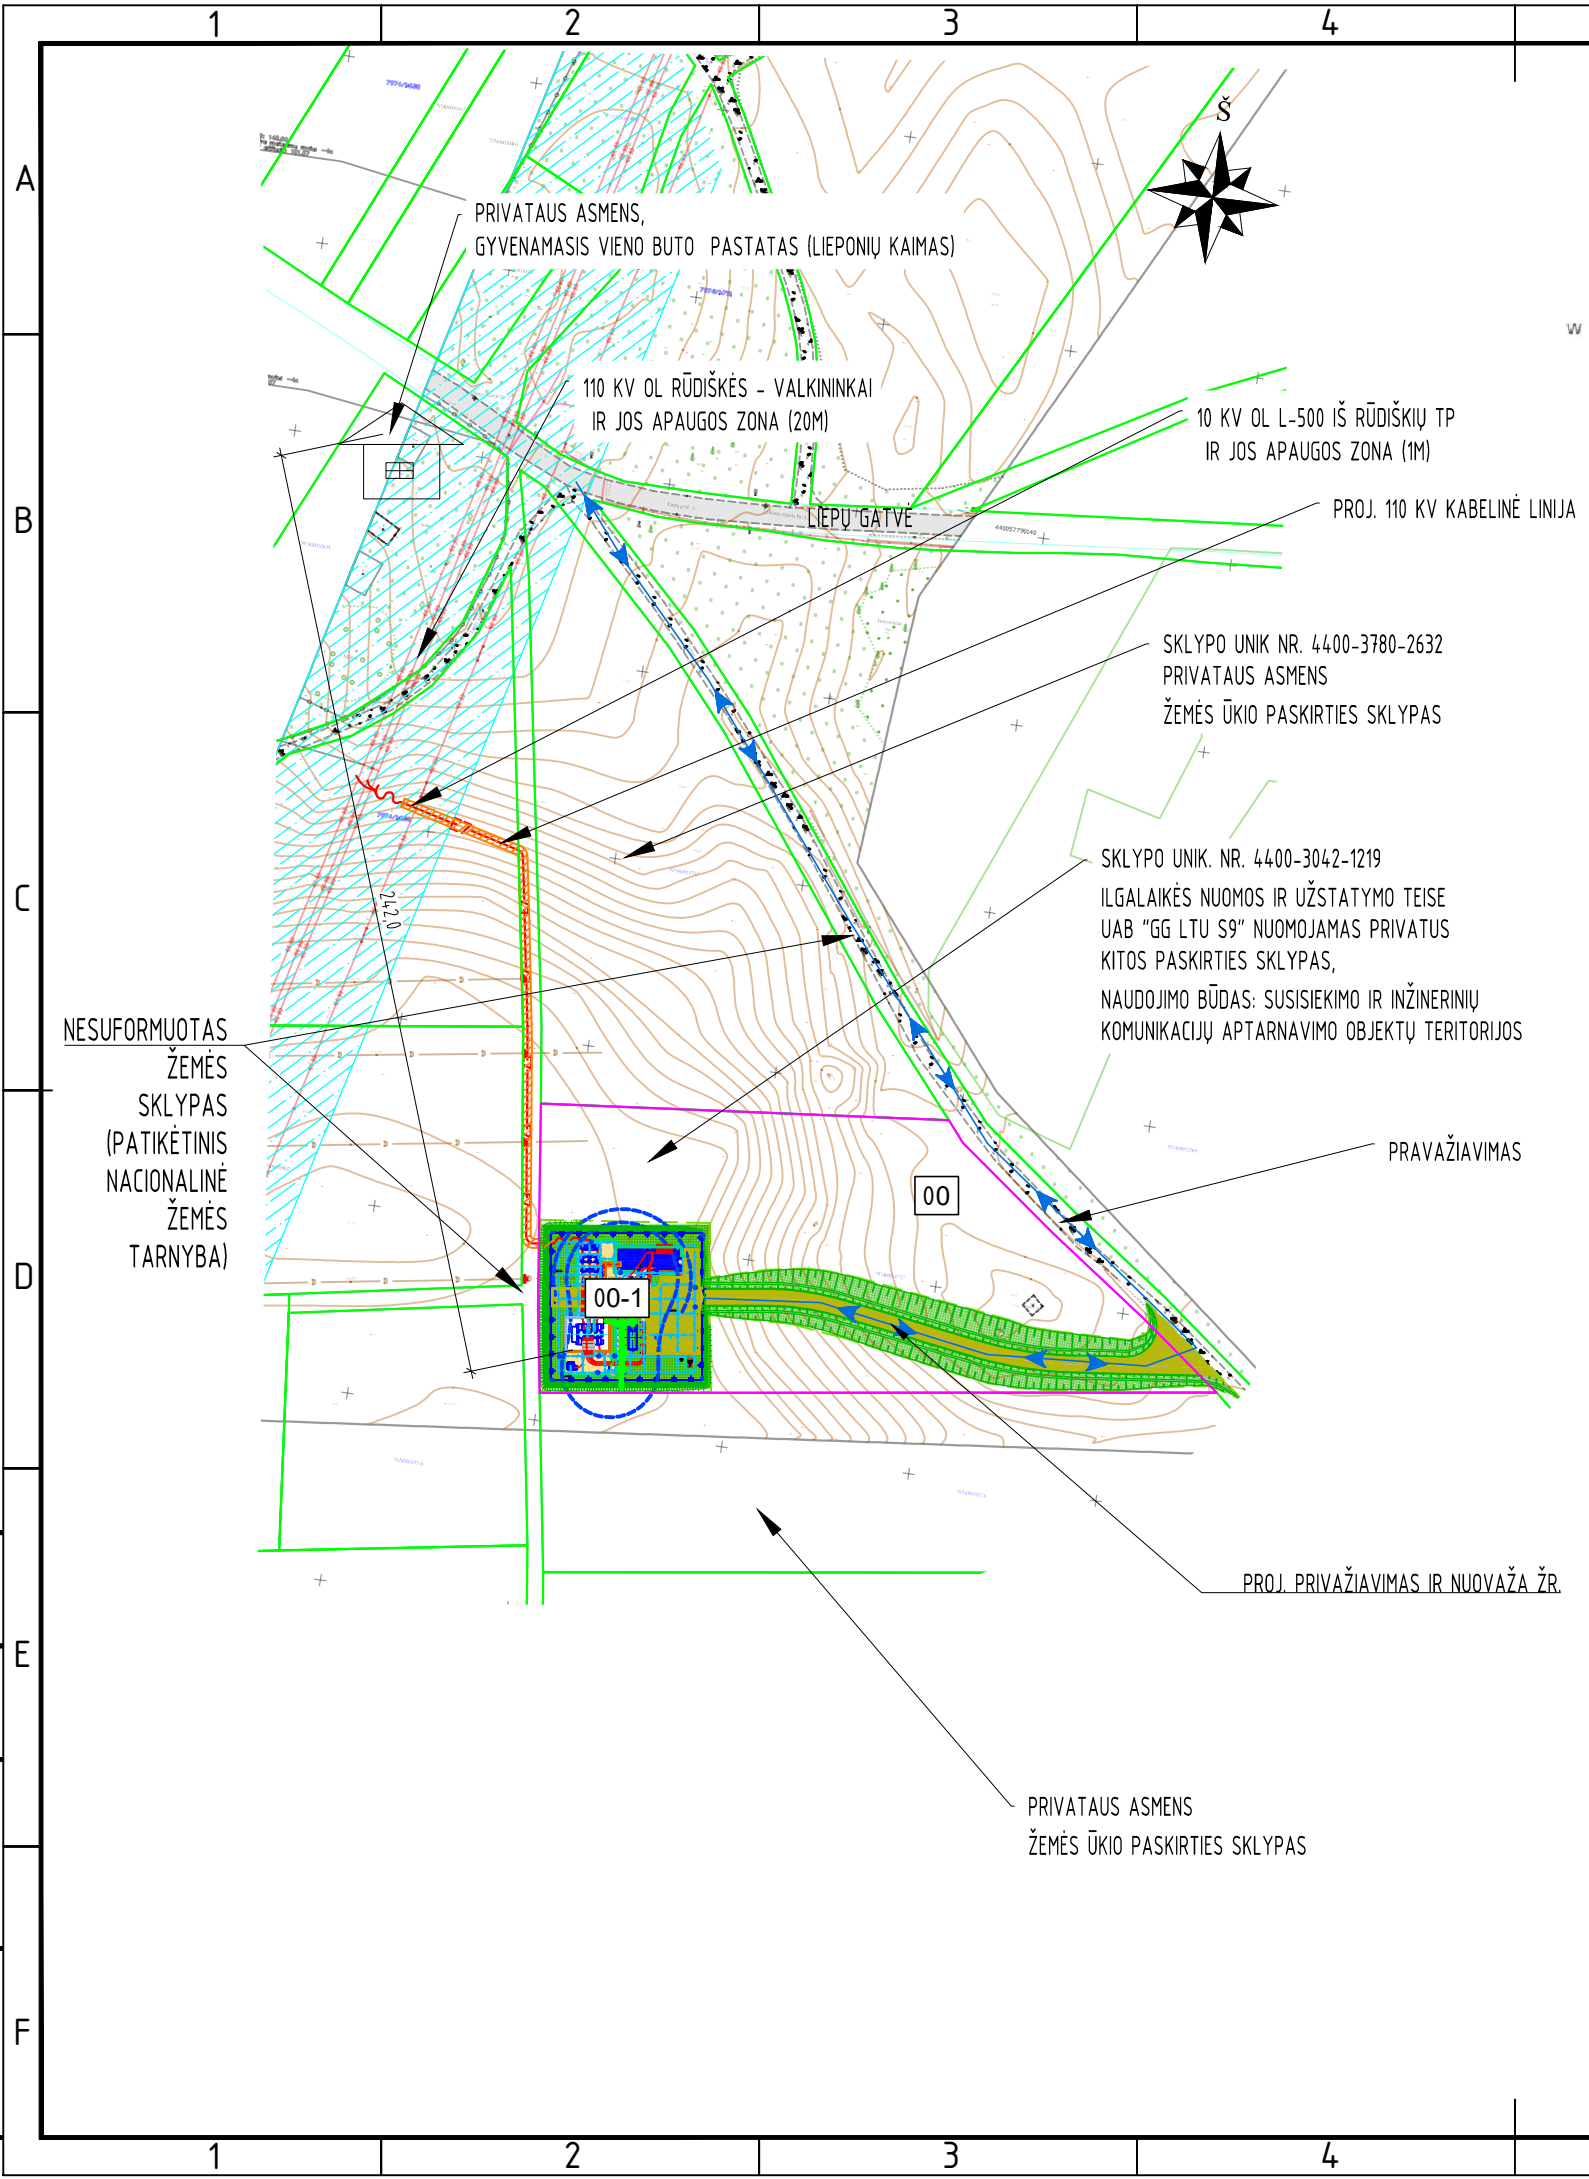 1 2 3 4
A
B
C
D
E
F
Š
PRIVATAUS ASMENS,
GYVENAMASIS VIENO BUTO PASTATAS (LIEPONIŲ KAIMAS)
W
110 KV OL RŪDIŠKĖS - VALKININKAI
IR JOS APAUGOS ZONA (20M)
10 KV OL L-500 IŠ RŪDIŠKIŲ TP
IR JOS APAUGOS ZONA (1M)
PROJ. 110 KV KABELINĖ LINIJA
LIEPŲ GATVĖ
440057790140
SKLYPO UNIK NR. 4400-3780-2632
PRIVATAUS ASMENS
ŽEMĖS ŪKIO PASKIRTIES SKLYPAS
SKLYPO UNIK. NR. 4400-3042-1219
ILGALAIKĖS NUOMOS IR UŽSTATYMO TEISE
UAB "GG LTU S9" NUOMOJAMAS PRIVATUS
KITOS PASKIRTIES SKLYPAS,
NAUDOJIMO BŪDAS: SUSISIEKIMO IR INŽINERINIŲ
KOMUNIKACIJŲ APTARNAVIMO OBJEKTŲ TERITORIJOS
242,0
NESUFORMUOTAS
ŽEMĖS
SKLYPAS
(PATIKĖTINIS
NACIONALINĖ
ŽEMĖS
TARNYBA)
PRAVAŽIAVIMAS
00
00-1
PROJ. PRIVAŽIAVIMAS IR NUOVAŽA ŽR.
PRIVATAUS ASMENS
ŽEMĖS ŪKIO PASKIRTIES SKLYPAS
1 2 3 4